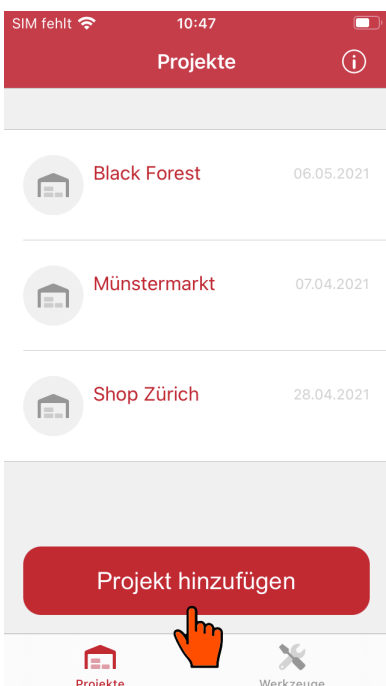 SIM fehlt 10:47
Projekte
Black Forest 06.05.2021
Münstermarkt 07.04.2021
Shop Zürich 28.04.2021
Projekt hinzufügen
Projekte Werkzeuge